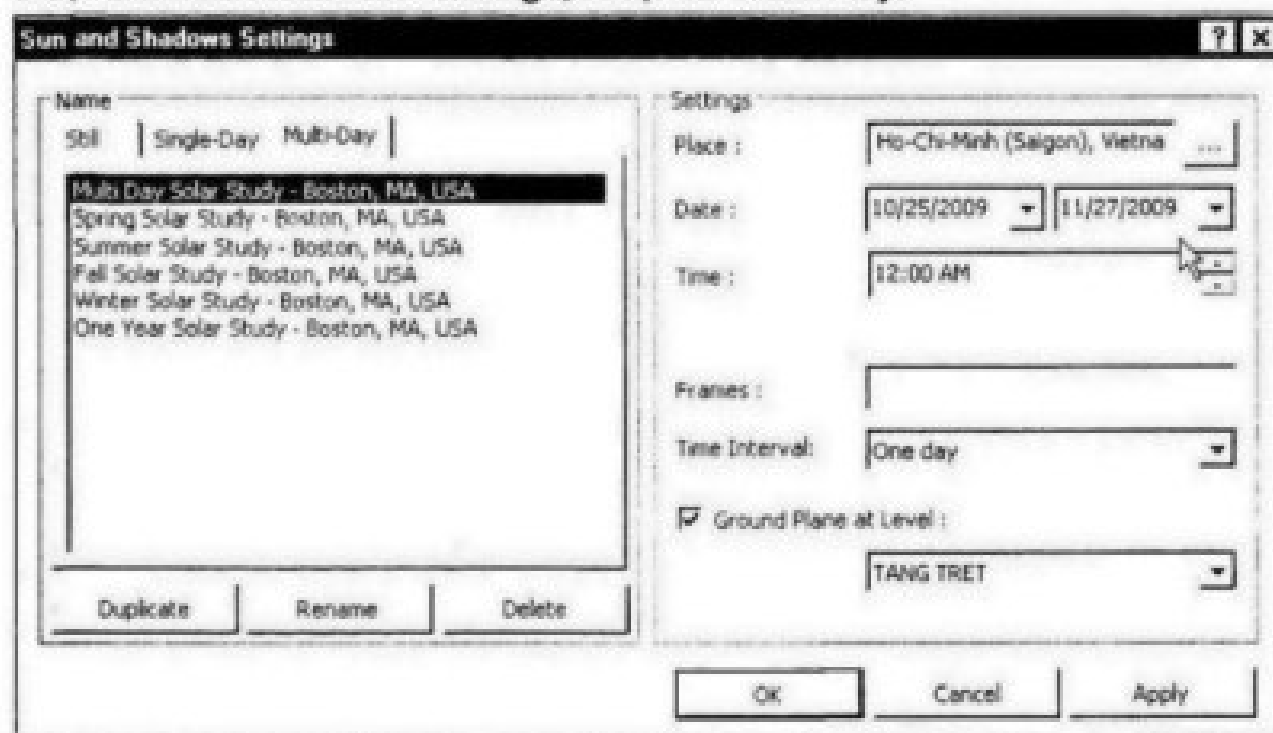 Sun and Shadows Settings
? x
Name
Still Single-Day Multi-Day
Multi Day Solar Study - Boston, MA, USA
Spring Solar Study - Boston, MA, USA
Summer Solar Study - Boston, MA, USA
Fall Solar Study - Boston, MA, USA
Winter Solar Study - Boston, MA, USA
One Year Solar Study - Boston, MA, USA
Duplicate Rename Delete
Settings
Place : Ho-Chi-Minh (Saigon), Vietna ...
Date : 10/25/2009 11/27/2009
Time : 12:00 AM
Frames :
Time Interval: One day
Ground Plane at Level :
TANG TRET
OK Cancel Apply